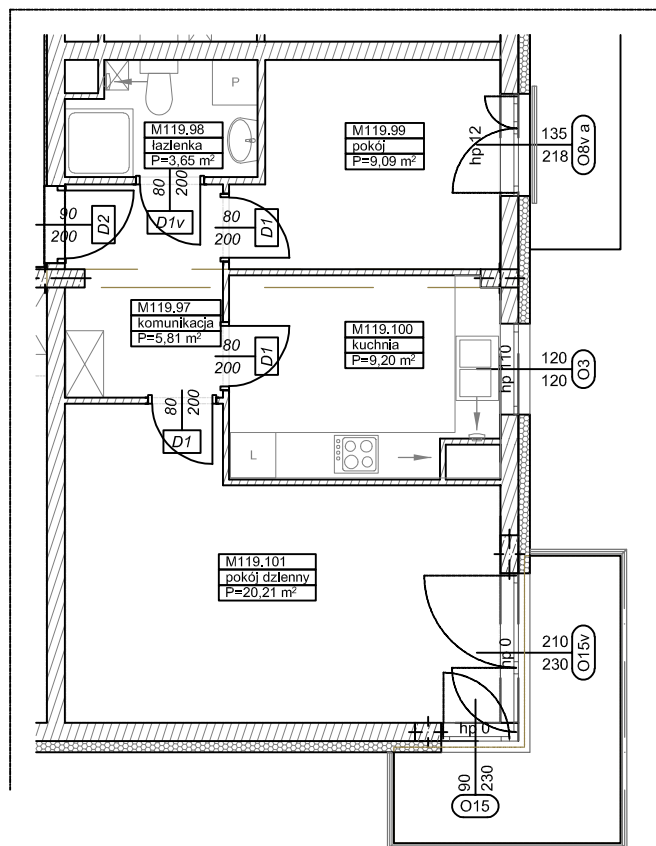 P
M119.98
łazienka
P=3,65 m²
M119.99
pokój
P=9,09 m²
hp 12
135
218
O8v a
90
200
D2
80
200
D1v
80
200
D1
M119.97
komunikacja
P=5,81 m²
M119.100
kuchnia
P=9,20 m²
hp 110
120
120
O3
80
200
D1
80
200
D1
L
M119.101
pokój dzienny
P=20,21 m²
hp 0
210
230
O15v
hp 0
90
230
O15